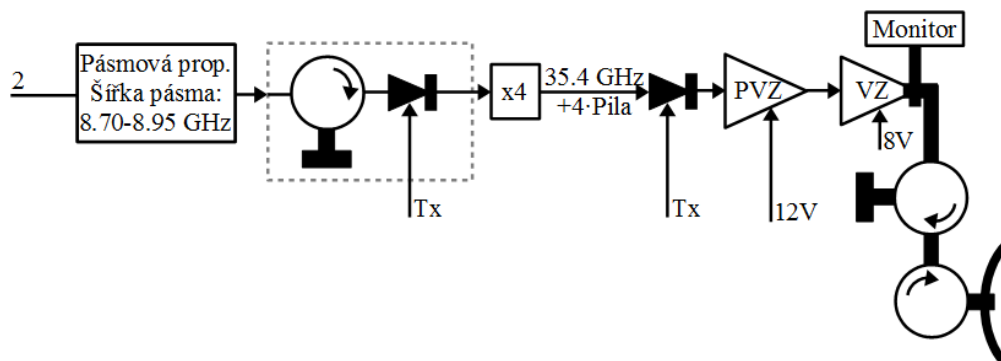 Monitor
2
Pásmová prop.
Šířka pásma:
8.70-8.95 GHz
x4
35.4 GHz
+4·Pila
PVZ
VZ
8V
Tx
Tx
12V